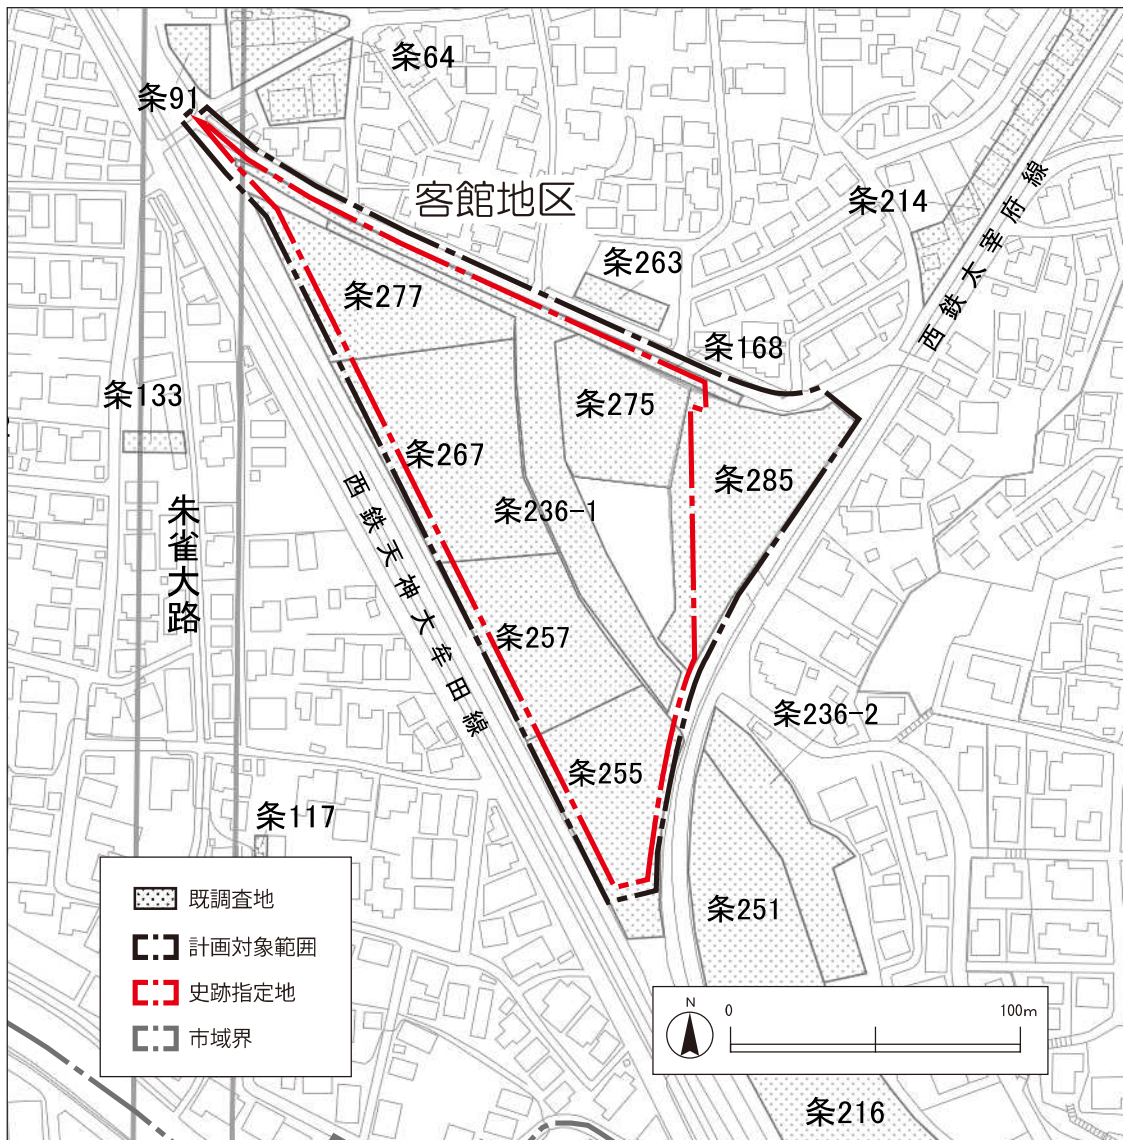 条64
条91
客館地区
条214
西鉄太宰府線
条263
条277
条168
条133
条275
条267
条285
朱雀大路
西鉄天神大牟田線
条236-1
条257
条236-2
条255
条117
既調査地
計画対象範囲
史跡指定地
市域界
条251
N
0
100m
条216